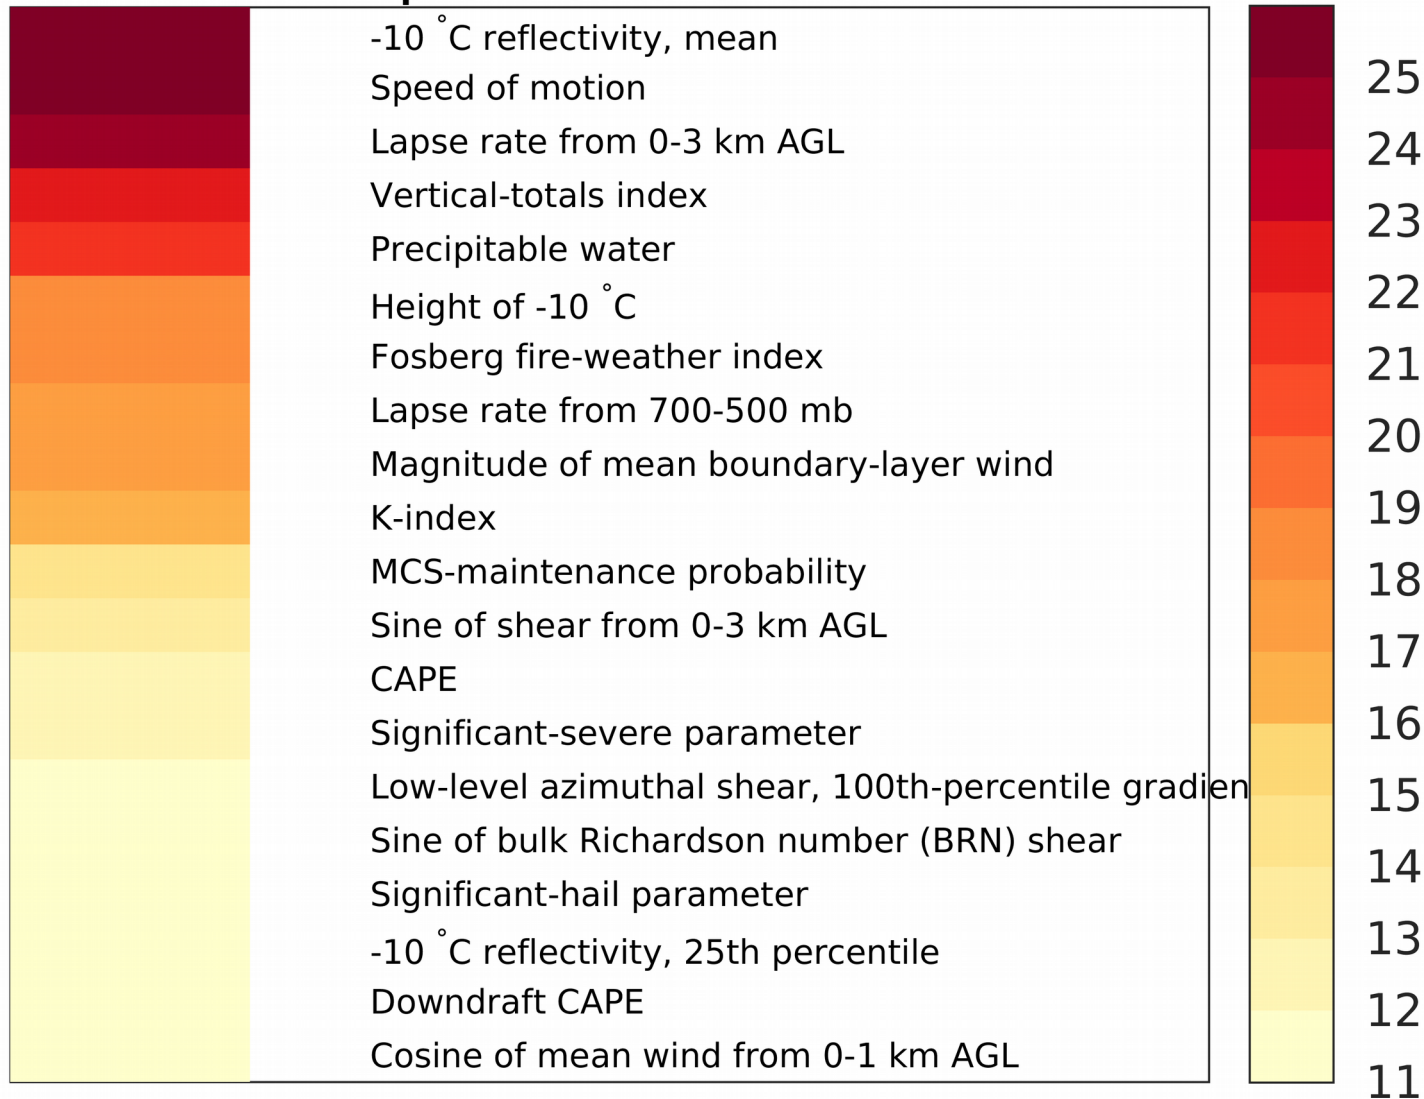 -10 °C reflectivity, mean
Speed of motion
Lapse rate from 0-3 km AGL
Vertical-totals index
Precipitable water
Height of -10 °C
Fosberg fire-weather index
Lapse rate from 700-500 mb
Magnitude of mean boundary-layer wind
K-index
MCS-maintenance probability
Sine of shear from 0-3 km AGL
CAPE
Significant-severe parameter
Low-level azimuthal shear, 100th-percentile gradien
Sine of bulk Richardson number (BRN) shear
Significant-hail parameter
-10 °C reflectivity, 25th percentile
Downdraft CAPE
Cosine of mean wind from 0-1 km AGL
25
24
23
22
21
20
19
18
17
16
15
14
13
12
11